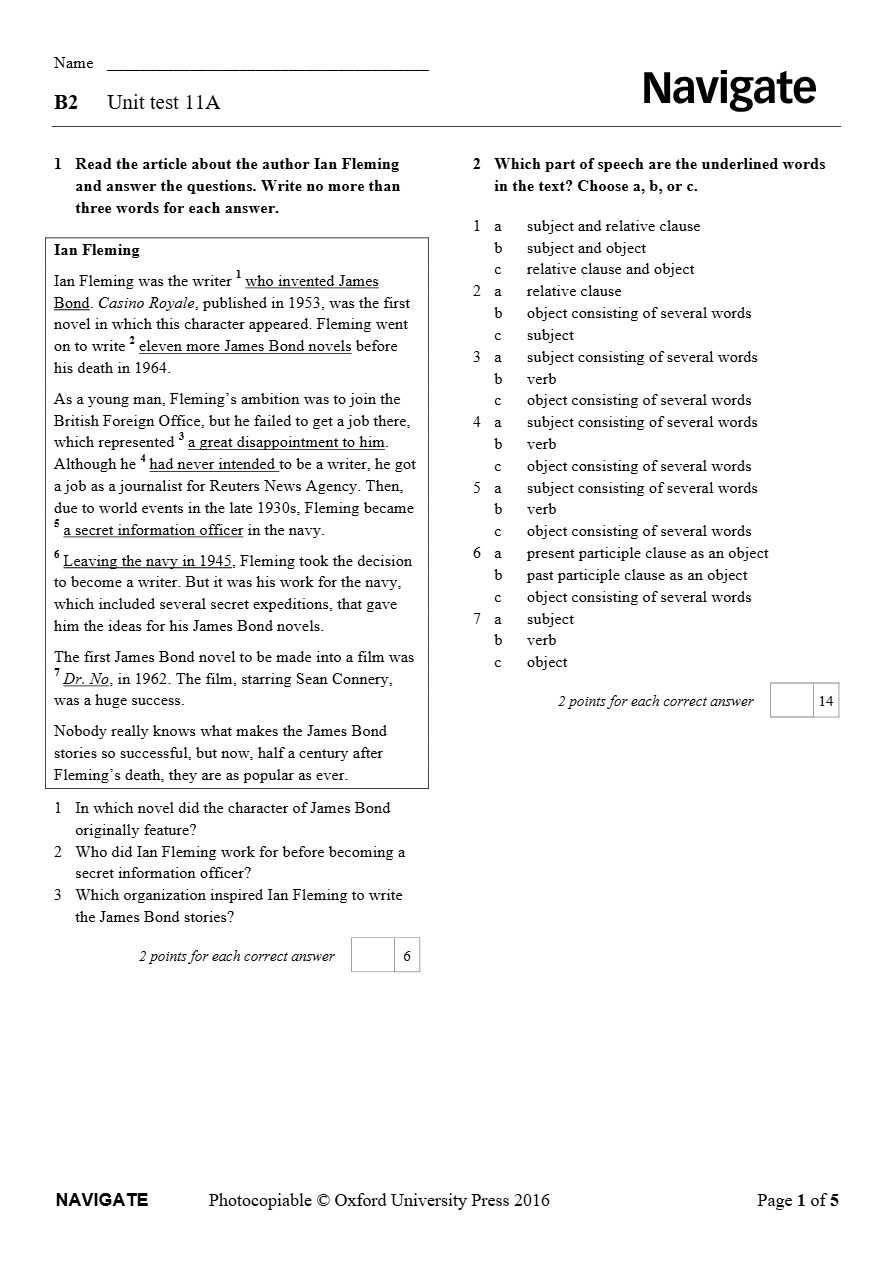 Name
B2 Unit test 11A
Navigate
1 Read the article about the author Ian Fleming
and answer the questions. Write no more than
three words for each answer.
Ian Fleming
Ian Fleming was the writer 1 who invented James
Bond. Casino Royale, published in 1953, was the first
novel in which this character appeared. Fleming went
on to write 2 eleven more James Bond novels before
his death in 1964.
As a young man, Fleming's ambition was to join the
British Foreign Office, but he failed to get a job there,
which represented 3 a great disappointment to him.
Although he 4 had never intended to be a writer, he got
a job as a journalist for Reuters News Agency. Then,
due to world events in the late 1930s, Fleming became
5 a secret information officer in the navy.
6 Leaving the navy in 1945, Fleming took the decision
to become a writer. But it was his work for the navy,
which included several secret expeditions, that gave
him the ideas for his James Bond novels.
The first James Bond novel to be made into a film was
7 Dr. No, in 1962. The film, starring Sean Connery,
was a huge success.
Nobody really knows what makes the James Bond
stories so successful, but now, half a century after
Fleming's death, they are as popular as ever.
1 In which novel did the character of James Bond
originally feature?
2 Who did Ian Fleming work for before becoming a
secret information officer?
3 Which organization inspired Ian Fleming to write
the James Bond stories?
2 points for each correct answer 6
2 Which part of speech are the underlined words
in the text? Choose a, b, or c.
1 a subject and relative clause
b subject and object
c relative clause and object
2 a relative clause
b object consisting of several words
c subject
3 a subject consisting of several words
b verb
c object consisting of several words
4 a subject consisting of several words
b verb
c object consisting of several words
5 a subject consisting of several words
b verb
c object consisting of several words
6 a present participle clause as an object
b past participle clause as an object
c object consisting of several words
7 a subject
b verb
c object
2 points for each correct answer 14
NAVIGATE Photocopiable © Oxford University Press 2016 Page 1 of 5